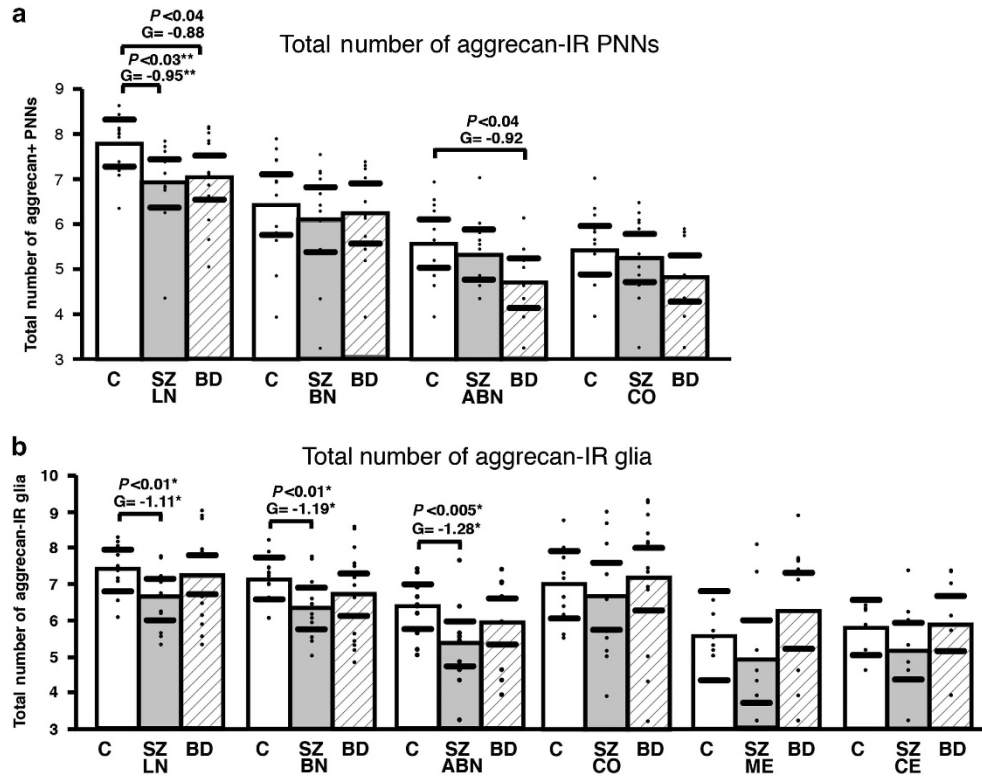 a
P<0.04
G= -0.88
P<0.03**
G= -0.95**
Total number of aggrecan-IR PNNs
P<0.04
G= -0.92
Total number of aggrecan+ PNNs
9
8
7
6
5
4
3
C SZ BD C SZ BD C SZ BD C SZ BD
LN BN ABN CO
b
Total number of aggrecan-IR glia
P<0.01*
G= -1.11*
P<0.01*
G= -1.19*
P<0.005*
G= -1.28*
Total number of aggrecan-IR glia
10
9
8
7
6
5
4
3
C SZ BD C SZ BD C SZ BD C SZ BD C SZ BD C SZ BD
LN BN ABN CO ME CE